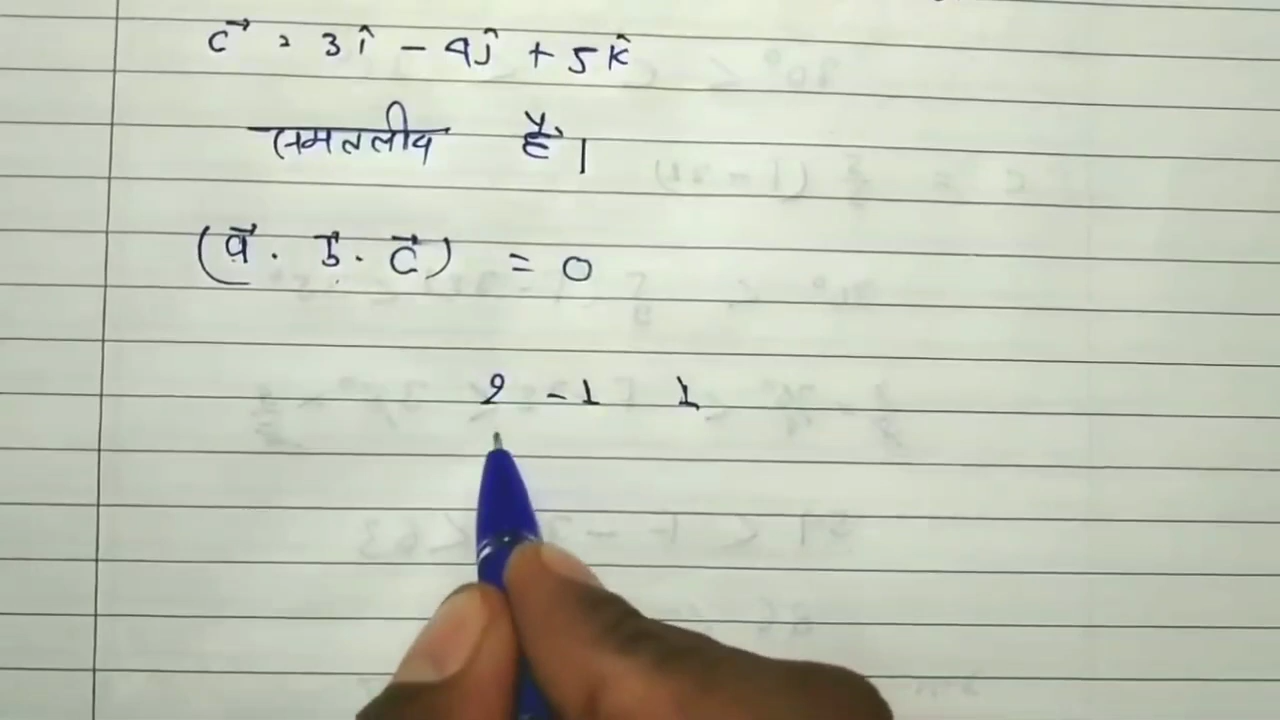 c⃗ = 3î - 4ĵ + 5k̂
समतलीय है।
(a⃗ . b⃗ . c⃗) = 0
2 -1 1